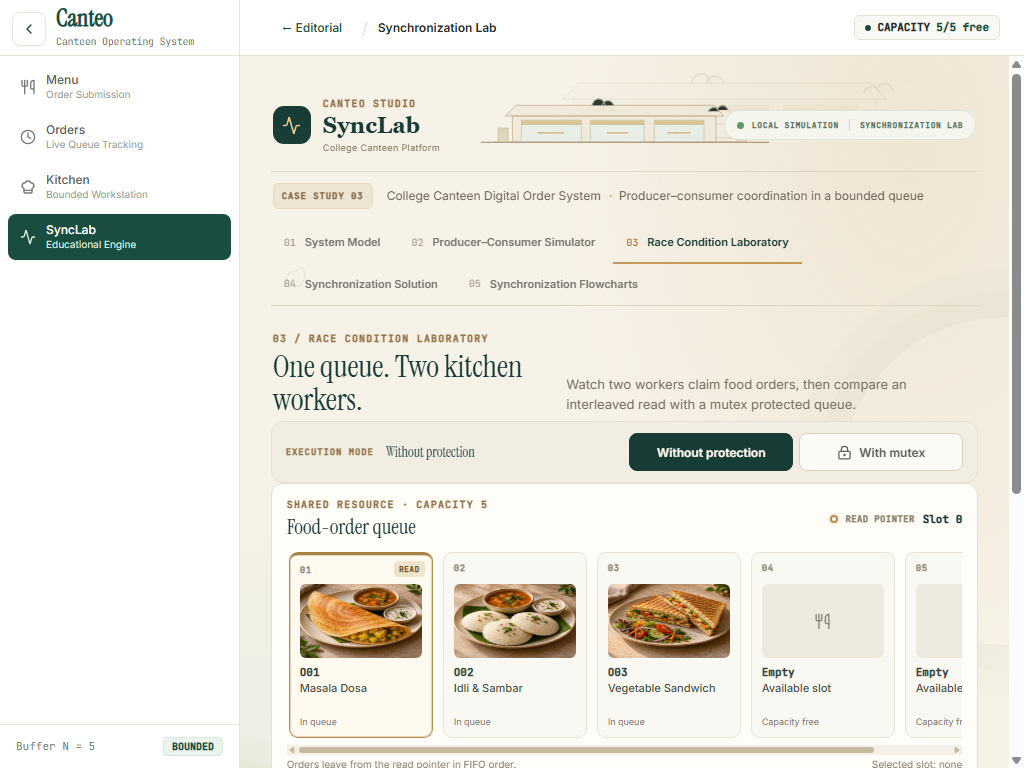 Canteo
Canteen Operating System
← Editorial / Synchronization Lab
CAPACITY 5/5 free
Menu
Order Submission
Orders
Live Queue Tracking
Kitchen
Bounded Workstation
SyncLab
Educational Engine
Buffer N = 5
BOUNDED
CANTEO STUDIO
SyncLab
College Canteen Platform
LOCAL SIMULATION | SYNCHRONIZATION LAB
CASE STUDY 03
College Canteen Digital Order System · Producer–consumer coordination in a bounded queue
01 System Model
02 Producer–Consumer Simulator
03 Race Condition Laboratory
04 Synchronization Solution
05 Synchronization Flowcharts
03 / RACE CONDITION LABORATORY
One queue. Two kitchen
workers.
Watch two workers claim food orders, then compare an
interleaved read with a mutex protected queue.
EXECUTION MODE Without protection
Without protection
With mutex
SHARED RESOURCE · CAPACITY 5
Food-order queue
READ POINTER Slot 0
01 READ
001
Masala Dosa
In queue
02
002
Idli & Sambar
In queue
03
003
Vegetable Sandwich
In queue
04
Empty
Available slot
Capacity free
05
Empty
Available
Capacity fr
Orders leave from the read pointer in FIFO order.
Selected slot: none